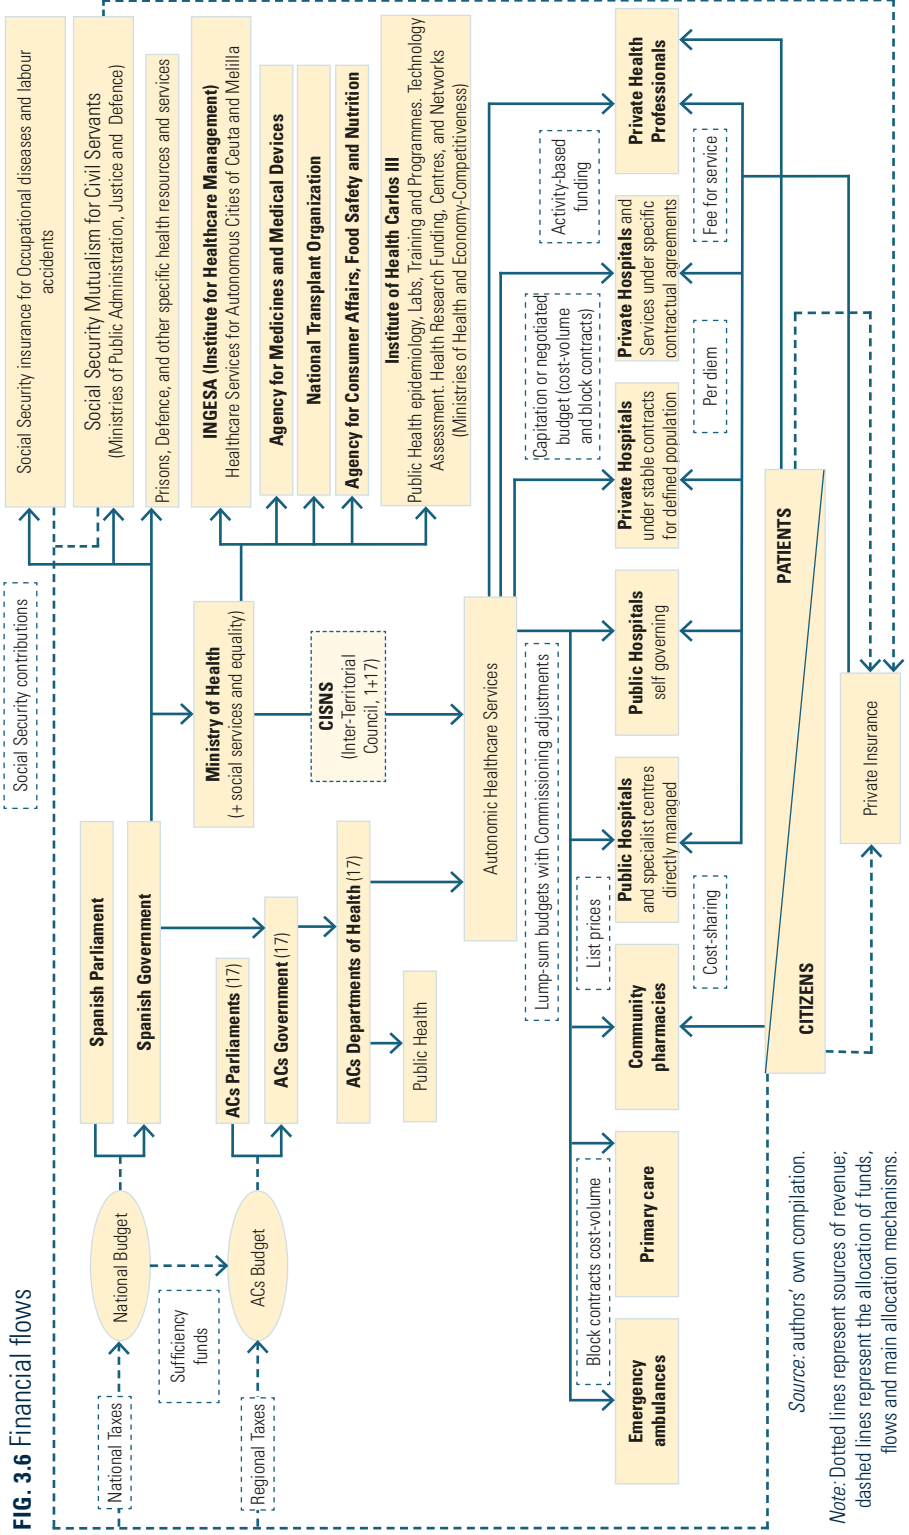 FIG. 3.6 Financial flows
National Taxes
Regional Taxes
National Budget
Sufficiency
funds
ACs Budget
Social Security contributions
Spanish Parliament
Spanish Government
ACs Parliaments (17)
ACs Government (17)
ACs Departments of Health (17)
Public Health
Social Security insurance for Occupational diseases and labour
accidents
Social Security Mutualism for Civil Servants
(Ministries of Public Administration, Justice and Defence)
Prisons, Defence, and other specific health resources and services
Ministry of Health
(+ social services and equality)
CISNS
(Inter-Territorial
Council, 1+17)
INGESA (Institute for Healthcare Management)
Healthcare Services for Autonomous Cities of Ceuta and Melilla
Agency for Medicines and Medical Devices
National Transplant Organization
Agency for Consumer Affairs, Food Safety and Nutrition
Institute of Health Carlos III
Public Health epidemiology, Labs, Training and Programmes. Technology
Assessment. Health Research Funding, Centres, and Networks
(Ministries of Health and Economy-Competitiveness)
Autonomic Healthcare Services
Lump-sum budgets with Commissioning adjustments
Capitation or negotiated
budget (cost-volume
and block contracts)
Activity-based
funding
Block contracts cost-volume
List prices
Emergency
ambulances
Primary care
Community
pharmacies
Public Hospitals
and specialist centres
directly managed
Public Hospitals
self governing
Private Hospitals
under stable contracts
for defined population
Private Hospitals and
Services under specific
contractual agreements
Private Health
Professionals
Cost-sharing
Per diem
Fee for service
CITIZENS
PATIENTS
Private Insurance
Source: authors' own compilation.
Note: Dotted lines represent sources of revenue;
dashed lines represent the allocation of funds,
flows and main allocation mechanisms.